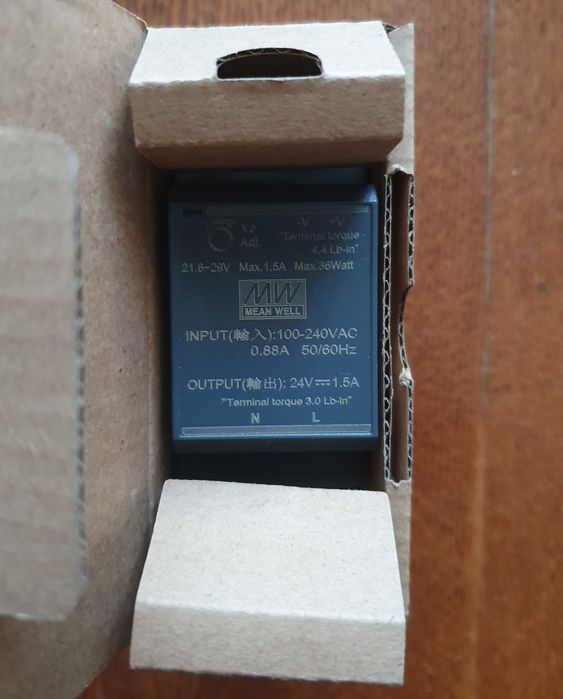 Vo -V +V
Adj. "Terminal torque
4.4 Lb-in"
21.6~29V Max.1.5A Max.36Watt
MW
MEAN WELL
INPUT(輸入):100-240VAC
0.88A 50/60Hz
OUTPUT(輸出): 24V⎓1.5A
"Terminal torque 3.0 Lb-in"
N L